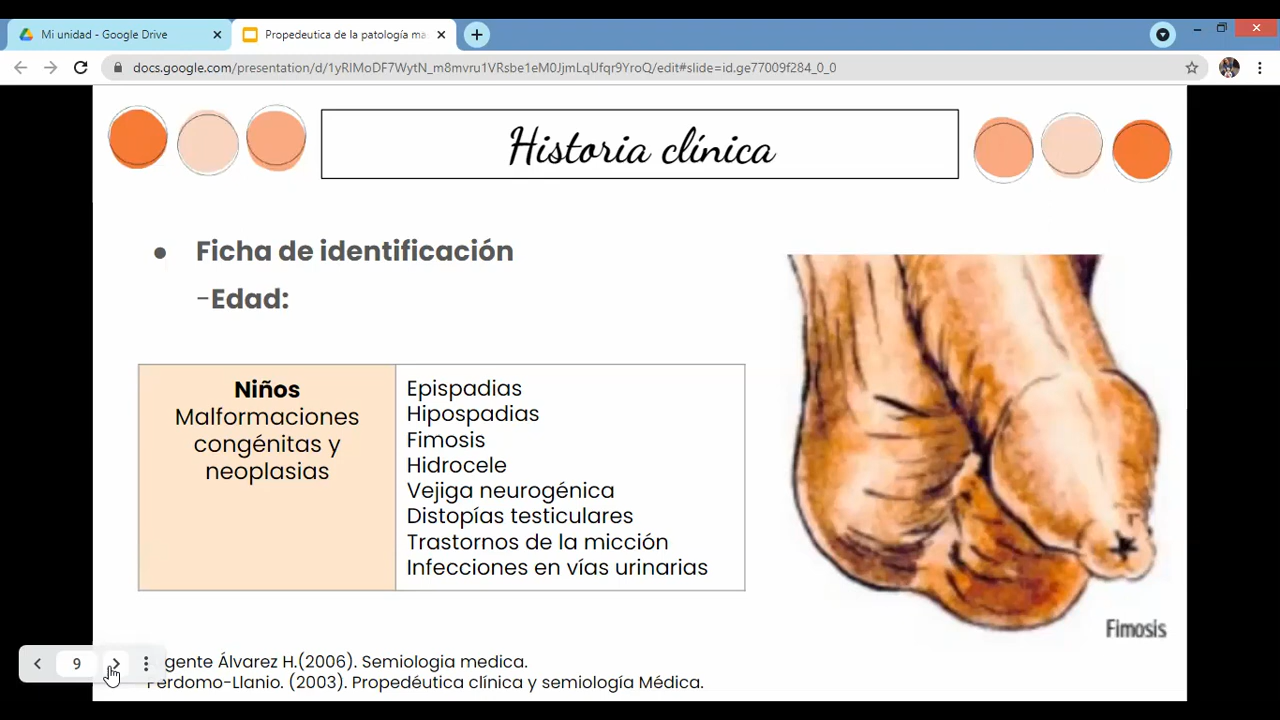 Mi unidad - Google Drive
Propedeutica de la patología ma
docs.google.com/presentation/d/1yRIMoDF7WytN_m8mvru1VRsbe1eM0JjmLqUfqr9YroQ/edit#slide=id.ge77009f284_0_0
Historia clínica
● Ficha de identificación
-Edad:
Niños
Malformaciones
congénitas y
neoplasias
Epispadias
Hipospadias
Fimosis
Hidrocele
Vejiga neurogénica
Distopías testiculares
Trastornos de la micción
Infecciones en vías urinarias
Fimosis
9
Álvarez H.(2006). Semiologia medica.
Perdomo-Llanio. (2003). Propedéutica clínica y semiología Médica.